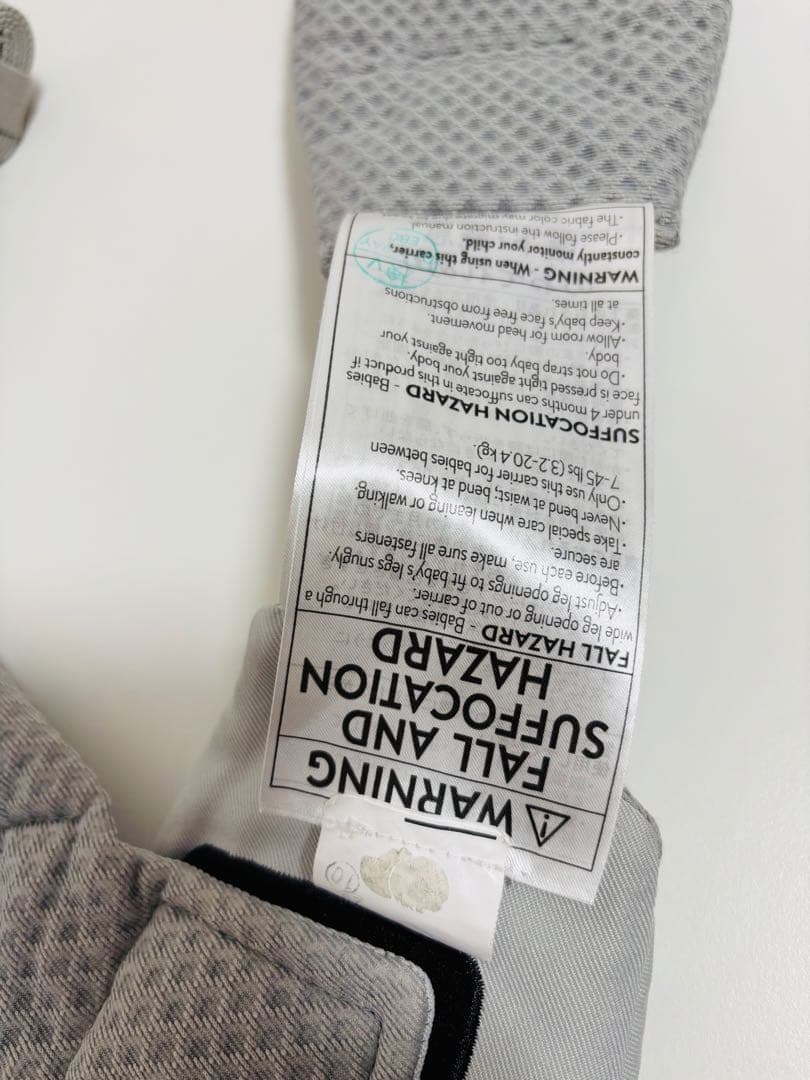 WARNING
FALL AND
SUFFOCATION
HAZARD
FALL HAZARD - Babies can fall through a
wide leg opening or out of carrier.
·Adjust leg openings to fit baby's legs snugly.
·Before each use, make sure all fasteners
are secure.
·Take special care when leaning or walking.
·Never bend at waist; bend at knees.
·Only use this carrier for babies between
7-45 lbs (3.2-20.4 kg).
SUFFOCATION HAZARD - Babies
under 4 months can suffocate in this product if
face is pressed tight against your body.
·Do not strap baby too tight against your
body.
·Allow room for head movement.
·Keep baby's face free from obstructions
at all times.
WARNING - When using this carrier,
constantly monitor your child.
·Please follow the instruction manual
·The fabric color may migrate
(10)